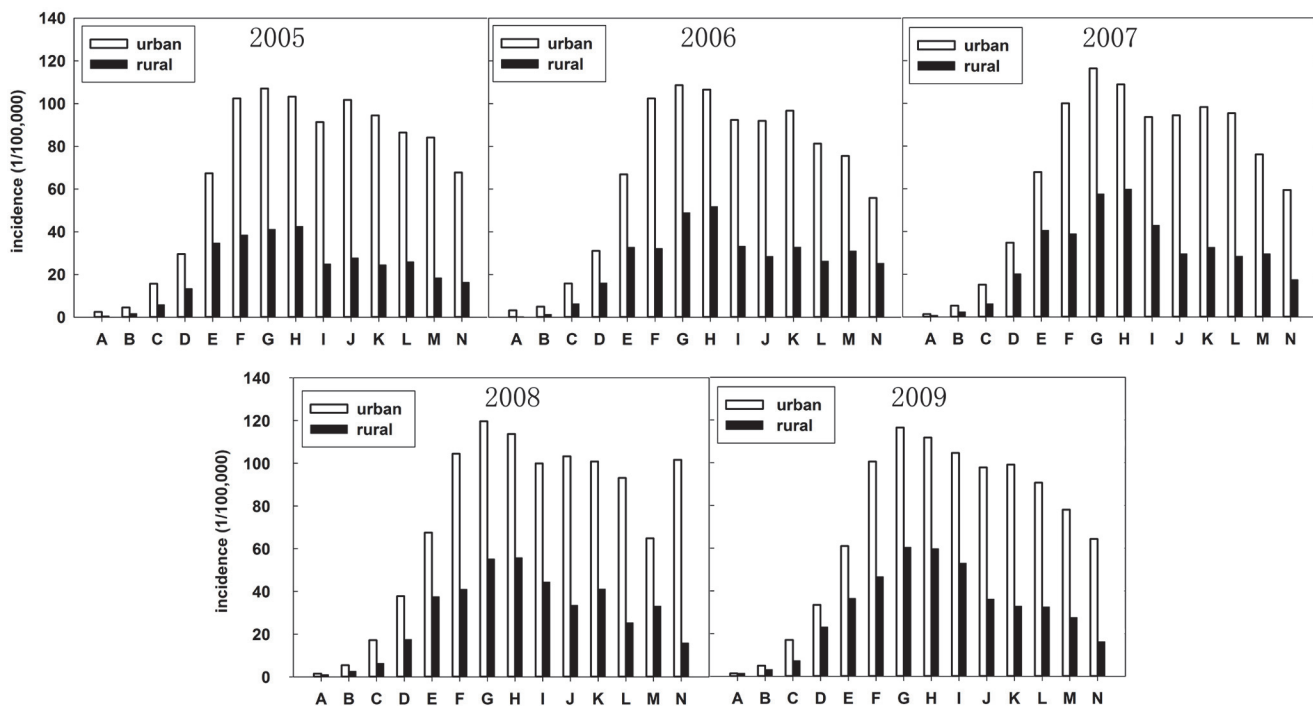 2005
urban
rural
incidence (1/100,000)
140
120
100
80
60
40
20
0
A B C D E F G H I J K L M N
2006
urban
rural
A B C D E F G H I J K L M N
2007
urban
rural
A B C D E F G H I J K L M N
2008
urban
rural
incidence (1/100,000)
140
120
100
80
60
40
20
0
A B C D E F G H I J K L M N
2009
urban
rural
A B C D E F G H I J K L M N